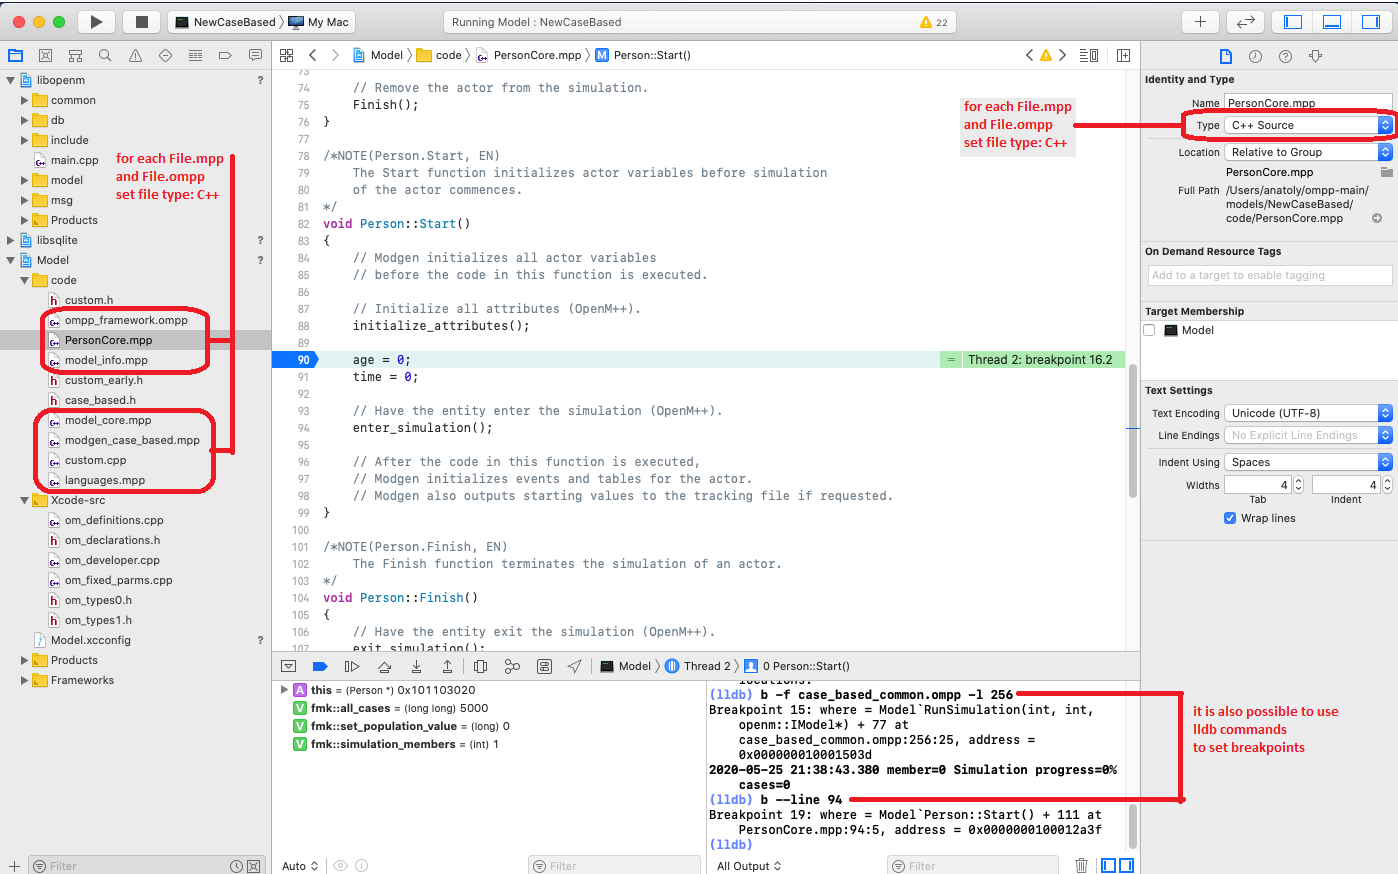 NewCaseBased
My Mac
Running Model : NewCaseBased
22
Model
code
PersonCore.mpp
M
Person::Start()
libopenm
?
common
db
include
main.cpp
model
msg
Products
libsqlite
?
Model
?
code
custom.h
ompp_framework.ompp
PersonCore.mpp
model_info.mpp
custom_early.h
case_based.h
model_core.mpp
modgen_case_based.mpp
custom.cpp
languages.mpp
Xcode-src
om_definitions.cpp
om_declarations.h
om_developer.cpp
om_fixed_parms.cpp
om_types0.h
om_types1.h
Model.xcconfig
?
Products
Frameworks
Filter
for each File.mpp
and File.ompp
set file type: C++
73
74 // Remove the actor from the simulation.
75 Finish();
76 }
77
78 /*NOTE(Person.Start, EN)
79 The Start function initializes actor variables before simulation
80 of the actor commences.
81 */
82 void Person::Start()
83 {
84 // Modgen initializes all actor variables
85 // before the code in this function is executed.
86
87 // Initialize all attributes (OpenM++).
88 initialize_attributes();
89
90 age = 0;
= Thread 2: breakpoint 16.2
91 time = 0;
92
93 // Have the entity enter the simulation (OpenM++).
94 enter_simulation();
95
96 // After the code in this function is executed,
97 // Modgen initializes events and tables for the actor.
98 // Modgen also outputs starting values to the tracking file if requested.
99 }
100
101 /*NOTE(Person.Finish, EN)
102 The Finish function terminates the simulation of an actor.
103 */
104 void Person::Finish()
105 {
106 // Have the entity exit the simulation (OpenM++).
107 exit_simulation();
for each File.mpp
and File.ompp
set file type: C++
Model
Thread 2
0 Person::Start()
A this = (Person *) 0x101103020
V fmk::all_cases = (long long) 5000
V fmk::set_population_value = (long) 0
V fmk::simulation_members = (int) 1
Auto
Filter
locations.
(lldb) b -f case_based_common.ompp -l 256
Breakpoint 15: where = Model`RunSimulation(int, int,
openm::IModel*) + 77 at
case_based_common.ompp:256:25, address =
0x000000010001503d
2020-05-25 21:38:43.380 member=0 Simulation progress=0%
cases=0
(lldb) b --line 94
Breakpoint 19: where = Model`Person::Start() + 111 at
PersonCore.mpp:94:5, address = 0x0000000100012a3f
(lldb)
All Output
Filter
Identity and Type
Name PersonCore.mpp
Type C++ Source
Location Relative to Group
PersonCore.mpp
Full Path /Users/anatoly/ompp-main/
models/NewCaseBased/
code/PersonCore.mpp
On Demand Resource Tags
Add to a target to enable tagging
Target Membership
Model
Text Settings
Text Encoding Unicode (UTF-8)
Line Endings No Explicit Line Endings
Indent Using Spaces
Widths 4 4
Tab Indent
Wrap lines
it is also possible to use
lldb commands
to set breakpoints